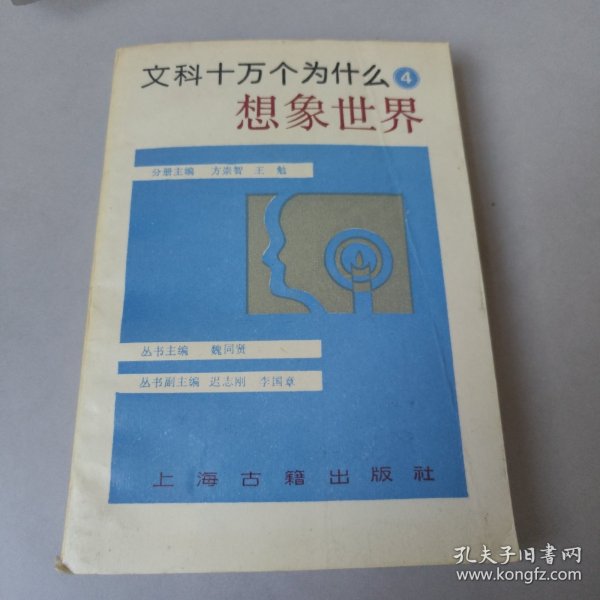 文科十万个为什么4
想象世界
分册主编 方崇智 王勉
丛书主编 魏同贤
丛书副主编 迟志刚 李国章
上海古籍出版社
孔夫子旧书网
www.kongfz.com